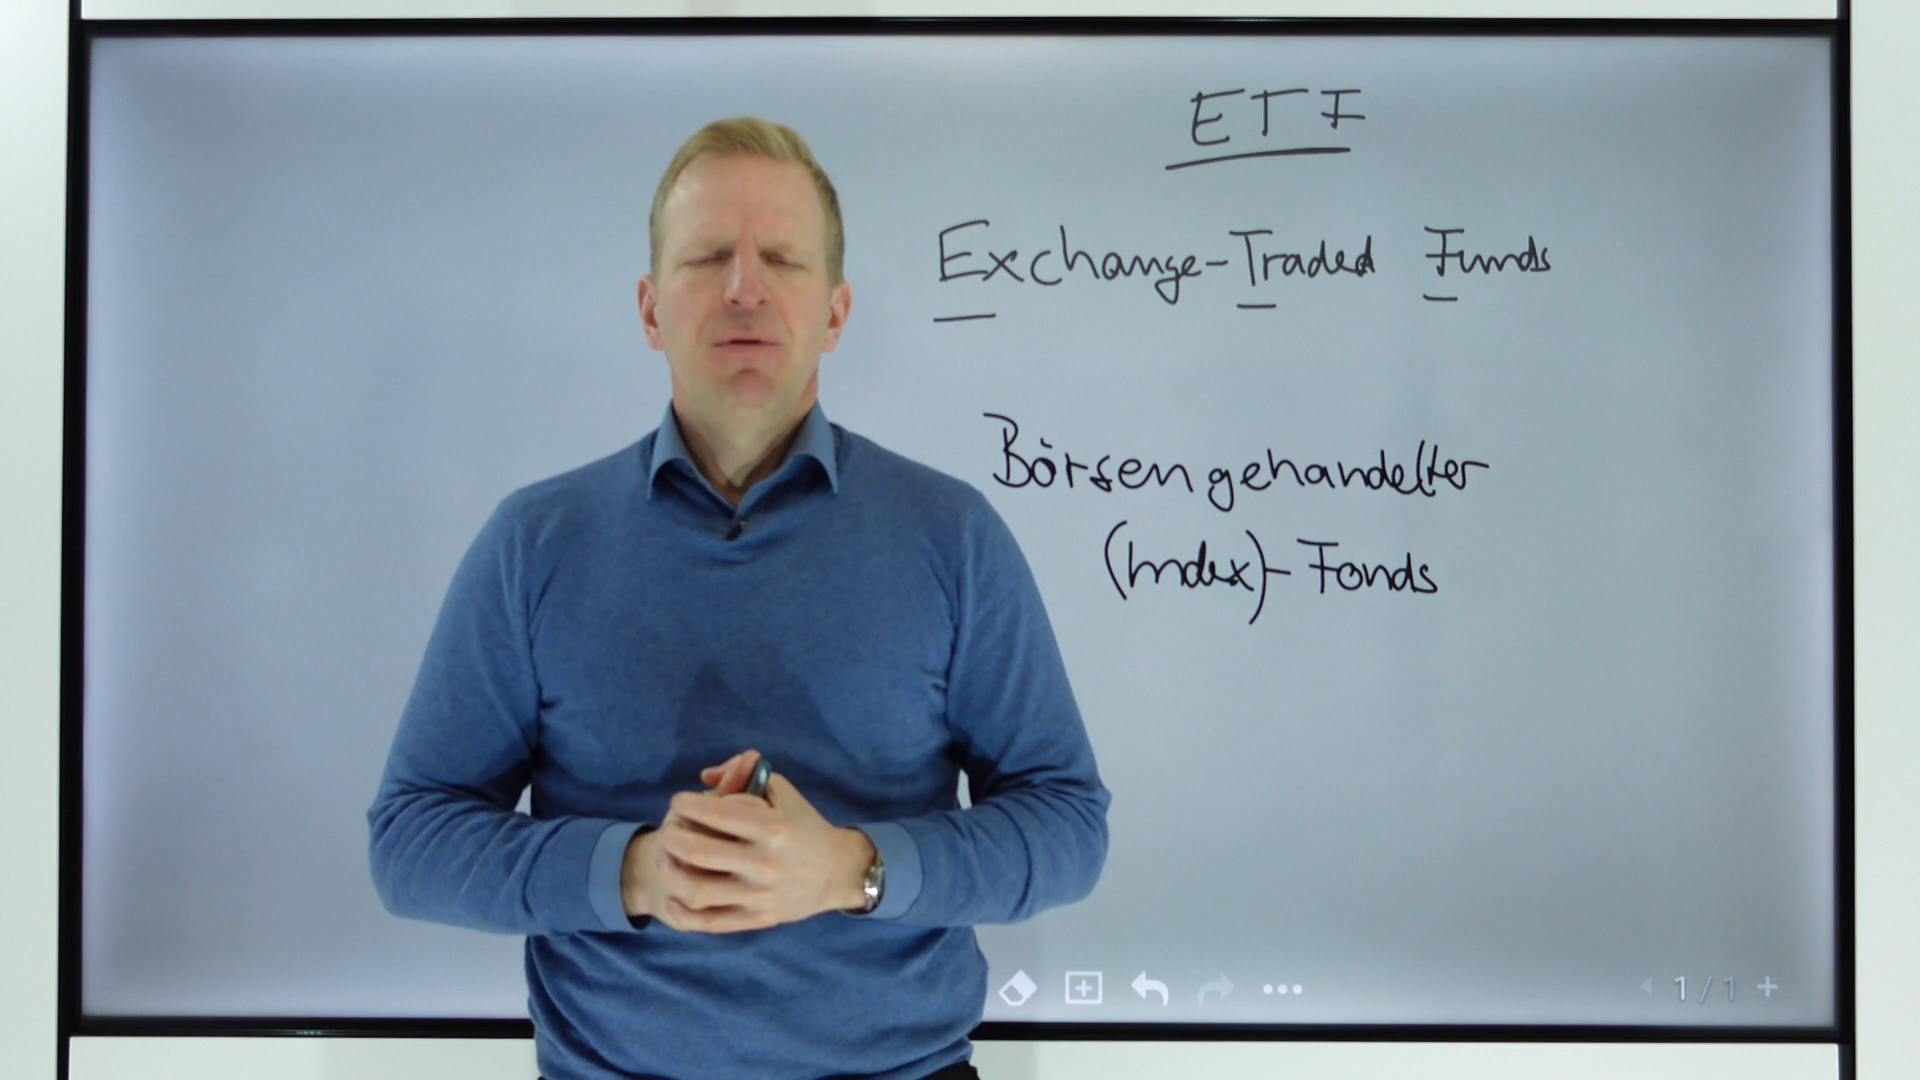 ETF
Exchange-Traded Funds
Börsengehandelter
(Index)-Fonds
1/1